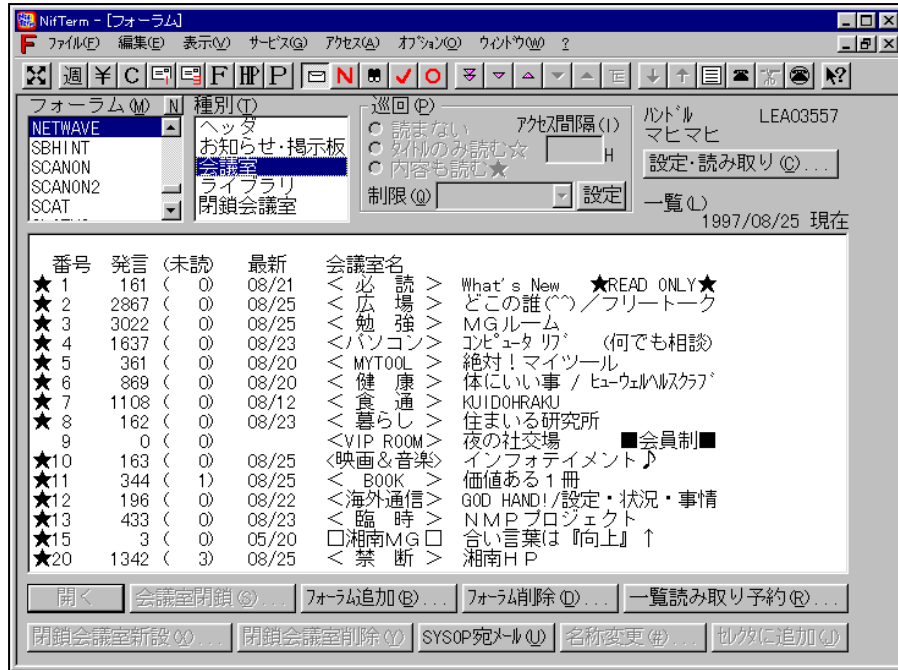 NifTerm - [フォーラム]
ファイル(F) 編集(E) 表示(V) サービス(G) アクセス(A) オプション(O) ウィンドウ(W) ?
週 ¥ C F HP P N
フォーラム(M) N 種別(T) 巡回(P) ハンドル LEA03557
NETWAVE
SBHINT
SCANON
SCANON2
SCAT
ヘッダ
お知らせ・掲示板
会議室
ライブラリ
閉鎖会議室
読まない
タイトルのみ読む☆
内容も読む★
アクセス間隔(I)
H
制限(Q) 設定
マヒマヒ
設定・読み取り(C)...
一覧(L)
1997/08/25 現在
番号 発言 (未読) 最新 会議室名
★ 1 161 ( 0) 08/21 < 必 読 > What's New ★READ ONLY★
★ 2 2867 ( 0) 08/25 < 広 場 > どこの誰(^^)／フリートーク
★ 3 3022 ( 0) 08/25 < 勉 強 > ＭＧルーム
★ 4 1637 ( 0) 08/23 <パソコン> コンピュータ リブ (何でも相談)
★ 5 361 ( 0) 08/20 < MYTOOL > 絶対！マイツール
★ 6 869 ( 0) 08/20 < 健 康 > 体にいい事 / ヒューウェルヘルスクラブ
★ 7 1108 ( 0) 08/12 < 食 通 > KUIDOHRAKU
★ 8 162 ( 0) 08/23 < 暮らし > 住まいる研究所
9 0 ( 0) <VIP ROOM> 夜の社交場 ■会員制■
★10 163 ( 0) 08/25 <映画＆音楽> インフォテイメント♪
★11 344 ( 1) 08/25 < BOOK > 価値ある１冊
★12 196 ( 0) 08/22 <海外通信> GOD HAND!/設定・状況・事情
★13 433 ( 0) 08/23 < 臨 時 > ＮＭＰプロジェクト
★15 3 ( 0) 05/20 □湘南ＭＧ□ 合い言葉は『向上』↑
★20 1342 ( 3) 08/25 < 禁 断 > 湘南ＨＰ
開く 会議室閉鎖(S)... フォーラム追加(B)... フォーラム削除(D)... 一覧読み取り予約(R)...
閉鎖会議室新設(X)... 閉鎖会議室削除(Y) SYSOP宛メール(U) 名称変更(#)... セレクタに追加(J)